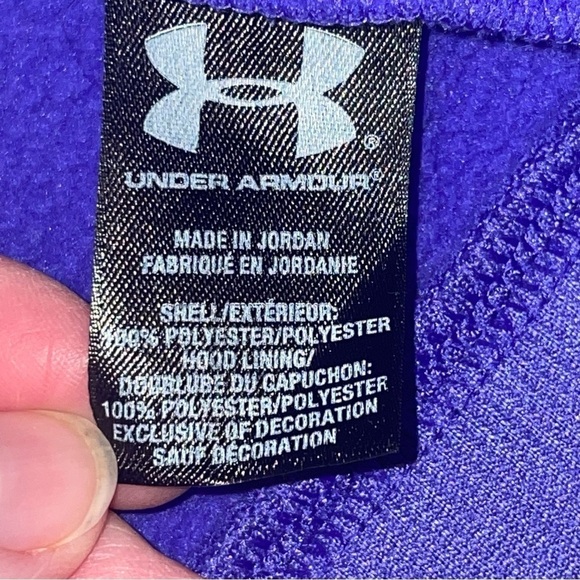 UNDER ARMOUR®
MADE IN JORDAN
FABRIQUÉ EN JORDANIE
SHELL/EXTÉRIEUR:
100% POLYESTER/POLYESTER
HOOD LINING/
DOUBLURE DU CAPUCHON:
100% POLYESTER/POLYESTER
EXCLUSIVE OF DECORATION
SAUF DÉCORATION